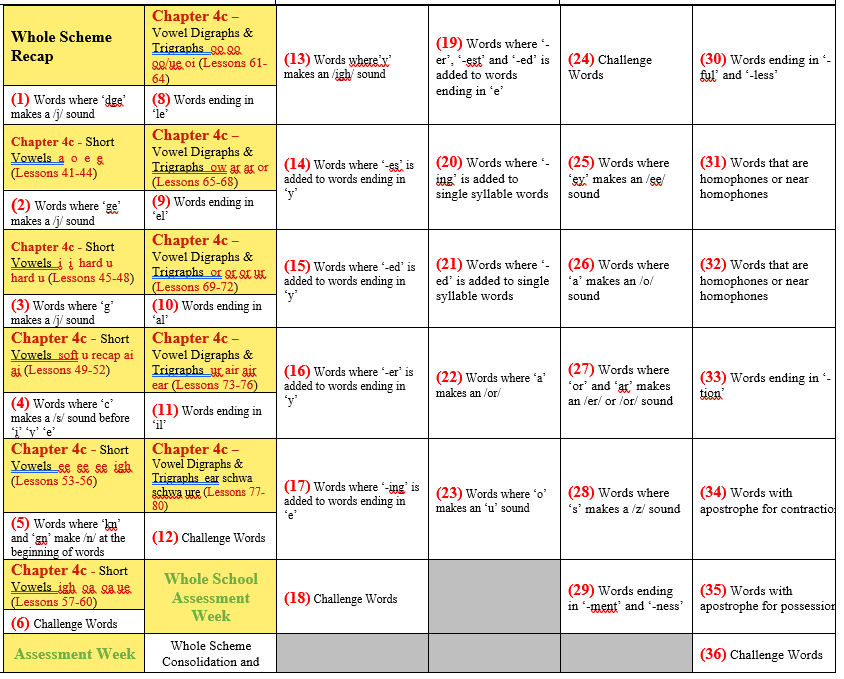 Whole Scheme
Recap
(1) Words where ‘dge’
makes a /j/ sound
Chapter 4c - Short
Vowels a o e e
(Lessons 41-44)
(2) Words where ‘ge’
makes a /j/ sound
Chapter 4c - Short
Vowels i i hard u
hard u (Lessons 45-48)
(3) Words where ‘g’
makes a /j/ sound
Chapter 4c - Short
Vowels soft u recap ai
ai (Lessons 49-52)
(4) Words where ‘c’
makes a /s/ sound before
‘i’ ‘y’ ‘e’
Chapter 4c - Short
Vowels ee ee ee igh
(Lessons 53-56)
(5) Words where ‘kn’
and ‘gn’ make /n/ at the
beginning of words
Chapter 4c - Short
Vowels igh oa oa ue
(Lessons 57-60)
(6) Challenge Words
Assessment Week
Chapter 4c –
Vowel Digraphs &
Trigraphs oo oo
oo/ue oi (Lessons 61-
64)
(8) Words ending in
‘le’
Chapter 4c –
Vowel Digraphs &
Trigraphs ow ar ar or
(Lessons 65-68)
(9) Words ending in
‘el’
Chapter 4c –
Vowel Digraphs &
Trigraphs or or or ur
(Lessons 69-72)
(10) Words ending in
‘al’
Chapter 4c –
Vowel Digraphs &
Trigraphs ur air air
ear (Lessons 73-76)
(11) Words ending in
‘il’
Chapter 4c –
Vowel Digraphs &
Trigraphs ear schwa
schwa ure (Lessons 77-
80)
(12) Challenge Words
Whole School
Assessment
Week
Whole Scheme
Consolidation and
(13) Words where’y’
makes an /igh/ sound
(14) Words where ‘-es’ is
added to words ending in
‘y’
(15) Words where ‘-ed’ is
added to words ending in
‘y’
(16) Words where ‘-er’ is
added to words ending in
‘y’
(17) Words where ‘-ing’ is
added to words ending in
‘e’
(18) Challenge Words
(19) Words where ‘-
er’, ‘-est’ and ‘-ed’ is
added to words
ending in ‘e’
(20) Words where ‘-
ing’ is added to
single syllable words
(21) Words where ‘-
ed’ is added to single
syllable words
(22) Words where ‘a’
makes an /or/
(23) Words where ‘o’
makes an ‘u’ sound
(24) Challenge
Words
(25) Words where
‘ey’ makes an /ee/
sound
(26) Words where
‘a’ makes an /o/
sound
(27) Words where
‘or’ and ‘ar’ makes
an /er/ or /or/ sound
(28) Words where
‘s’ makes a /z/ sound
(29) Words ending
in ‘-ment’ and ‘-ness’
(30) Words ending in ‘-
ful’ and ‘-less’
(31) Words that are
homophones or near
homophones
(32) Words that are
homophones or near
homophones
(33) Words ending in ‘-
tion’
(34) Words with
apostrophe for contractio
(35) Words with
apostrophe for possession
(36) Challenge Words